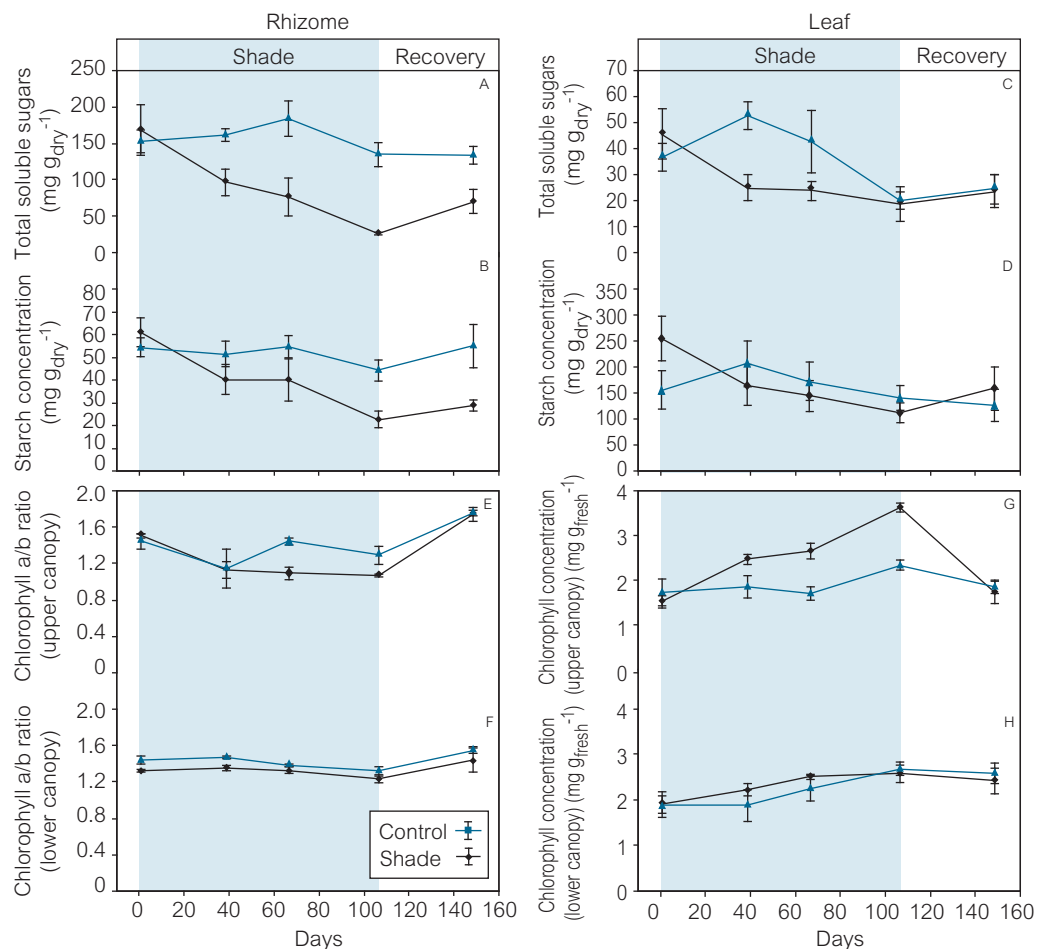 Rhizome
Leaf
Shade
Recovery
Shade
Recovery
A
Total soluble sugars
(mg g_dry⁻¹)
250
200
150
100
50
0
B
Starch concentration
(mg g_dry⁻¹)
80
70
60
50
40
30
20
10
0
C
Total soluble sugars
(mg g_dry⁻¹)
70
60
50
40
30
20
10
0
D
Starch concentration
(mg g_dry⁻¹)
350
300
250
200
150
100
50
0
E
Chlorophyll a/b ratio
(upper canopy)
2.0
1.6
1.2
0.8
0.4
0
F
Chlorophyll a/b ratio
(lower canopy)
2.0
1.6
1.2
0.8
0.4
0
Control
Shade
0 20 40 60 80 100 120 140 160
Days
G
Chlorophyll concentration
(upper canopy) (mg g_fresh⁻¹)
4
3
2
1
0
H
Chlorophyll concentration
(lower canopy) (mg g_fresh⁻¹)
4
3
2
1
0
0 20 40 60 80 100 120 140 160
Days